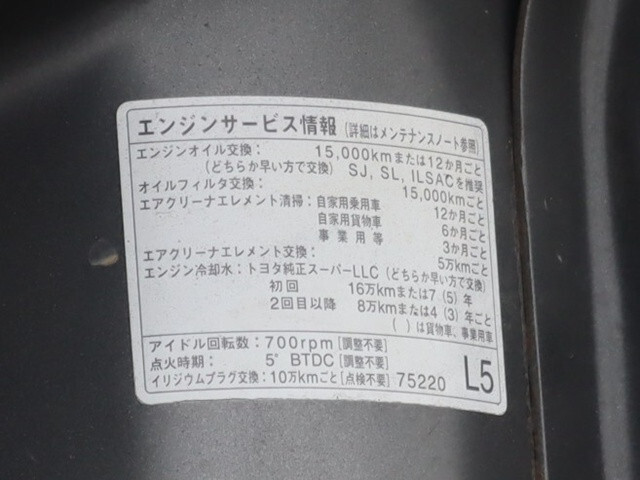 エンジンサービス情報 (詳細はメンテナンスノート参照)
エンジンオイル交換: 15,000kmまたは12か月ごと
(どちらか早い方で交換) SJ, SL, ILSACを推奨
オイルフィルタ交換: 15,000kmごと
エアクリーナエレメント清掃: 自家用乗用車 12か月ごと
自家用貨物車 6か月ごと
事業用等 3か月ごと
エアクリーナエレメント交換: 5万kmごと
エンジン冷却水: トヨタ純正スーパーLLC (どちらか早い方で交換)
初回 16万kmまたは7 (5) 年
2回目以降 8万kmまたは4 (3) 年ごと
( ) は貨物車、事業用車
アイドル回転数: 700rpm [調整不要]
点火時期: 5° BTDC [調整不要]
イリジウムプラグ交換: 10万kmごと [点検不要] 75220 L5